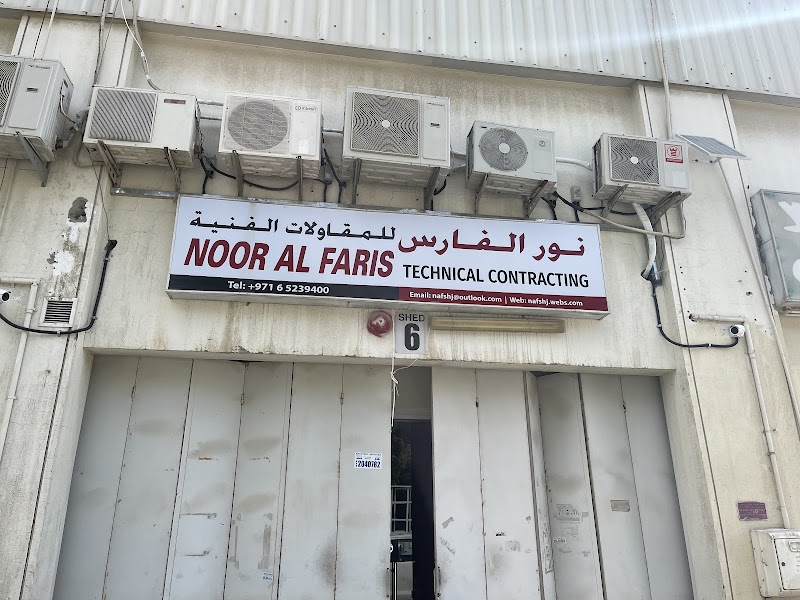 نور الفارس للمقاولات الفنية
NOOR AL FARIS TECHNICAL CONTRACTING
Tel: +971 6 5239400
Email: nafshj@outlook.com | Web: nafshj.webs.com
SHED
6
2040762